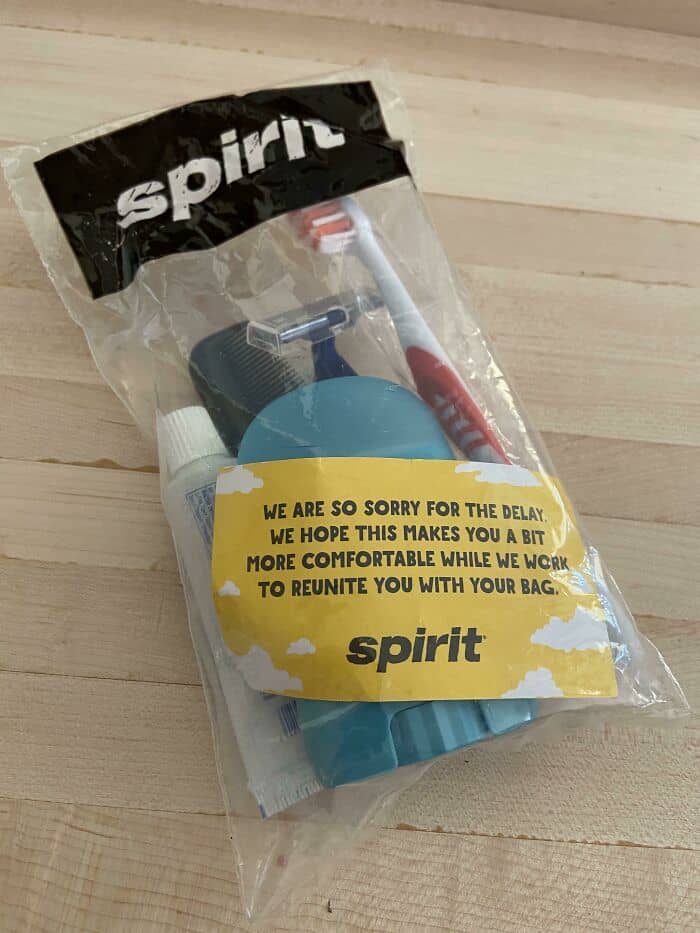 spirit
WE ARE SO SORRY FOR THE DELAY.
WE HOPE THIS MAKES YOU A BIT
MORE COMFORTABLE WHILE WE WORK
TO REUNITE YOU WITH YOUR BAG.
spirit